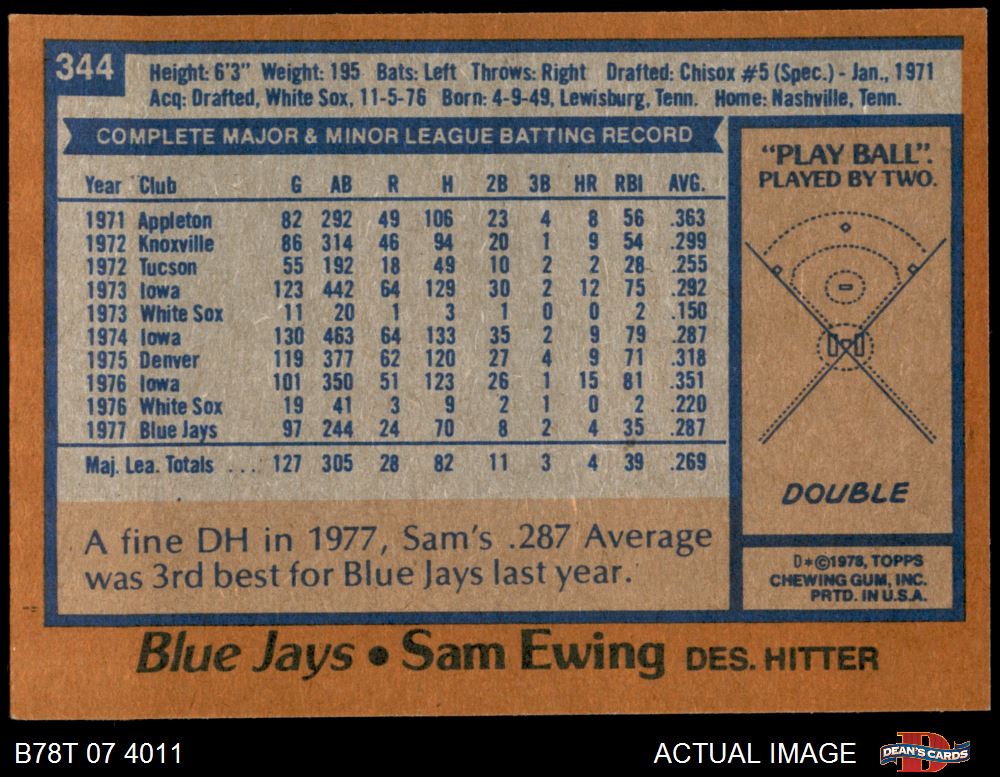 344
Height: 6'3" Weight: 195 Bats: Left Throws: Right Drafted: Chisox #5 (Spec.) - Jan., 1971
Acq: Drafted, White Sox, 11-5-76 Born: 4-9-49, Lewisburg, Tenn. Home: Nashville, Tenn.
COMPLETE MAJOR & MINOR LEAGUE BATTING RECORD
Year Club G AB R H 2B 3B HR RBI AVG.
1971 Appleton 82 292 49 106 23 4 8 56 .363
1972 Knoxville 86 314 46 94 20 1 9 54 .299
1972 Tucson 55 192 18 49 10 2 2 28 .255
1973 Iowa 123 442 64 129 30 2 12 75 .292
1973 White Sox 11 20 1 3 1 0 0 2 .150
1974 Iowa 130 463 64 133 35 2 9 79 .287
1975 Denver 119 377 62 120 27 4 9 71 .318
1976 Iowa 101 350 51 123 26 1 15 81 .351
1976 White Sox 19 41 3 9 2 1 0 2 .220
1977 Blue Jays 97 244 24 70 8 2 4 35 .287
Maj. Lea. Totals .... 127 305 28 82 11 3 4 39 .269
A fine DH in 1977, Sam's .287 Average
was 3rd best for Blue Jays last year.
"PLAY BALL".
PLAYED BY TWO.
DOUBLE
D*©1978, TOPPS
CHEWING GUM, INC.
PRTD. IN U.S.A.
Blue Jays • Sam Ewing DES. HITTER
B78T 07 4011
ACTUAL IMAGE
DEAN'S CARDS